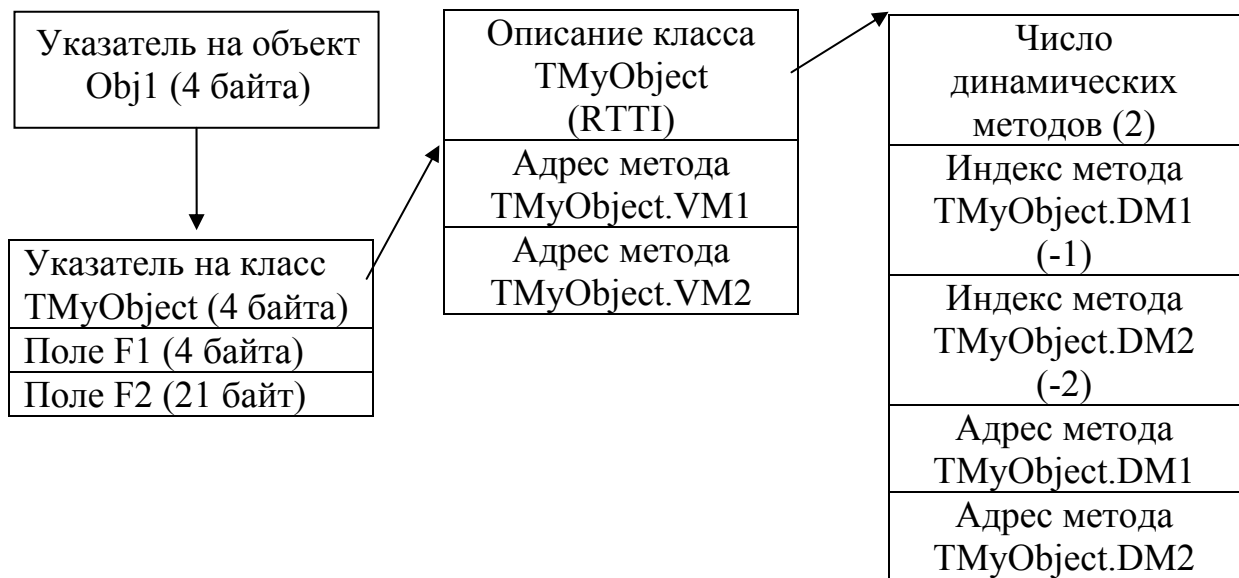 Указатель на объект
Obj1 (4 байта)
Указатель на класс
TMyObject (4 байта)
Поле F1 (4 байта)
Поле F2 (21 байт)
Описание класса
TMyObject
(RTTI)
Адрес метода
TMyObject.VM1
Адрес метода
TMyObject.VM2
Число
динамических
методов (2)
Индекс метода
TMyObject.DM1
(-1)
Индекс метода
TMyObject.DM2
(-2)
Адрес метода
TMyObject.DM1
Адрес метода
TMyObject.DM2